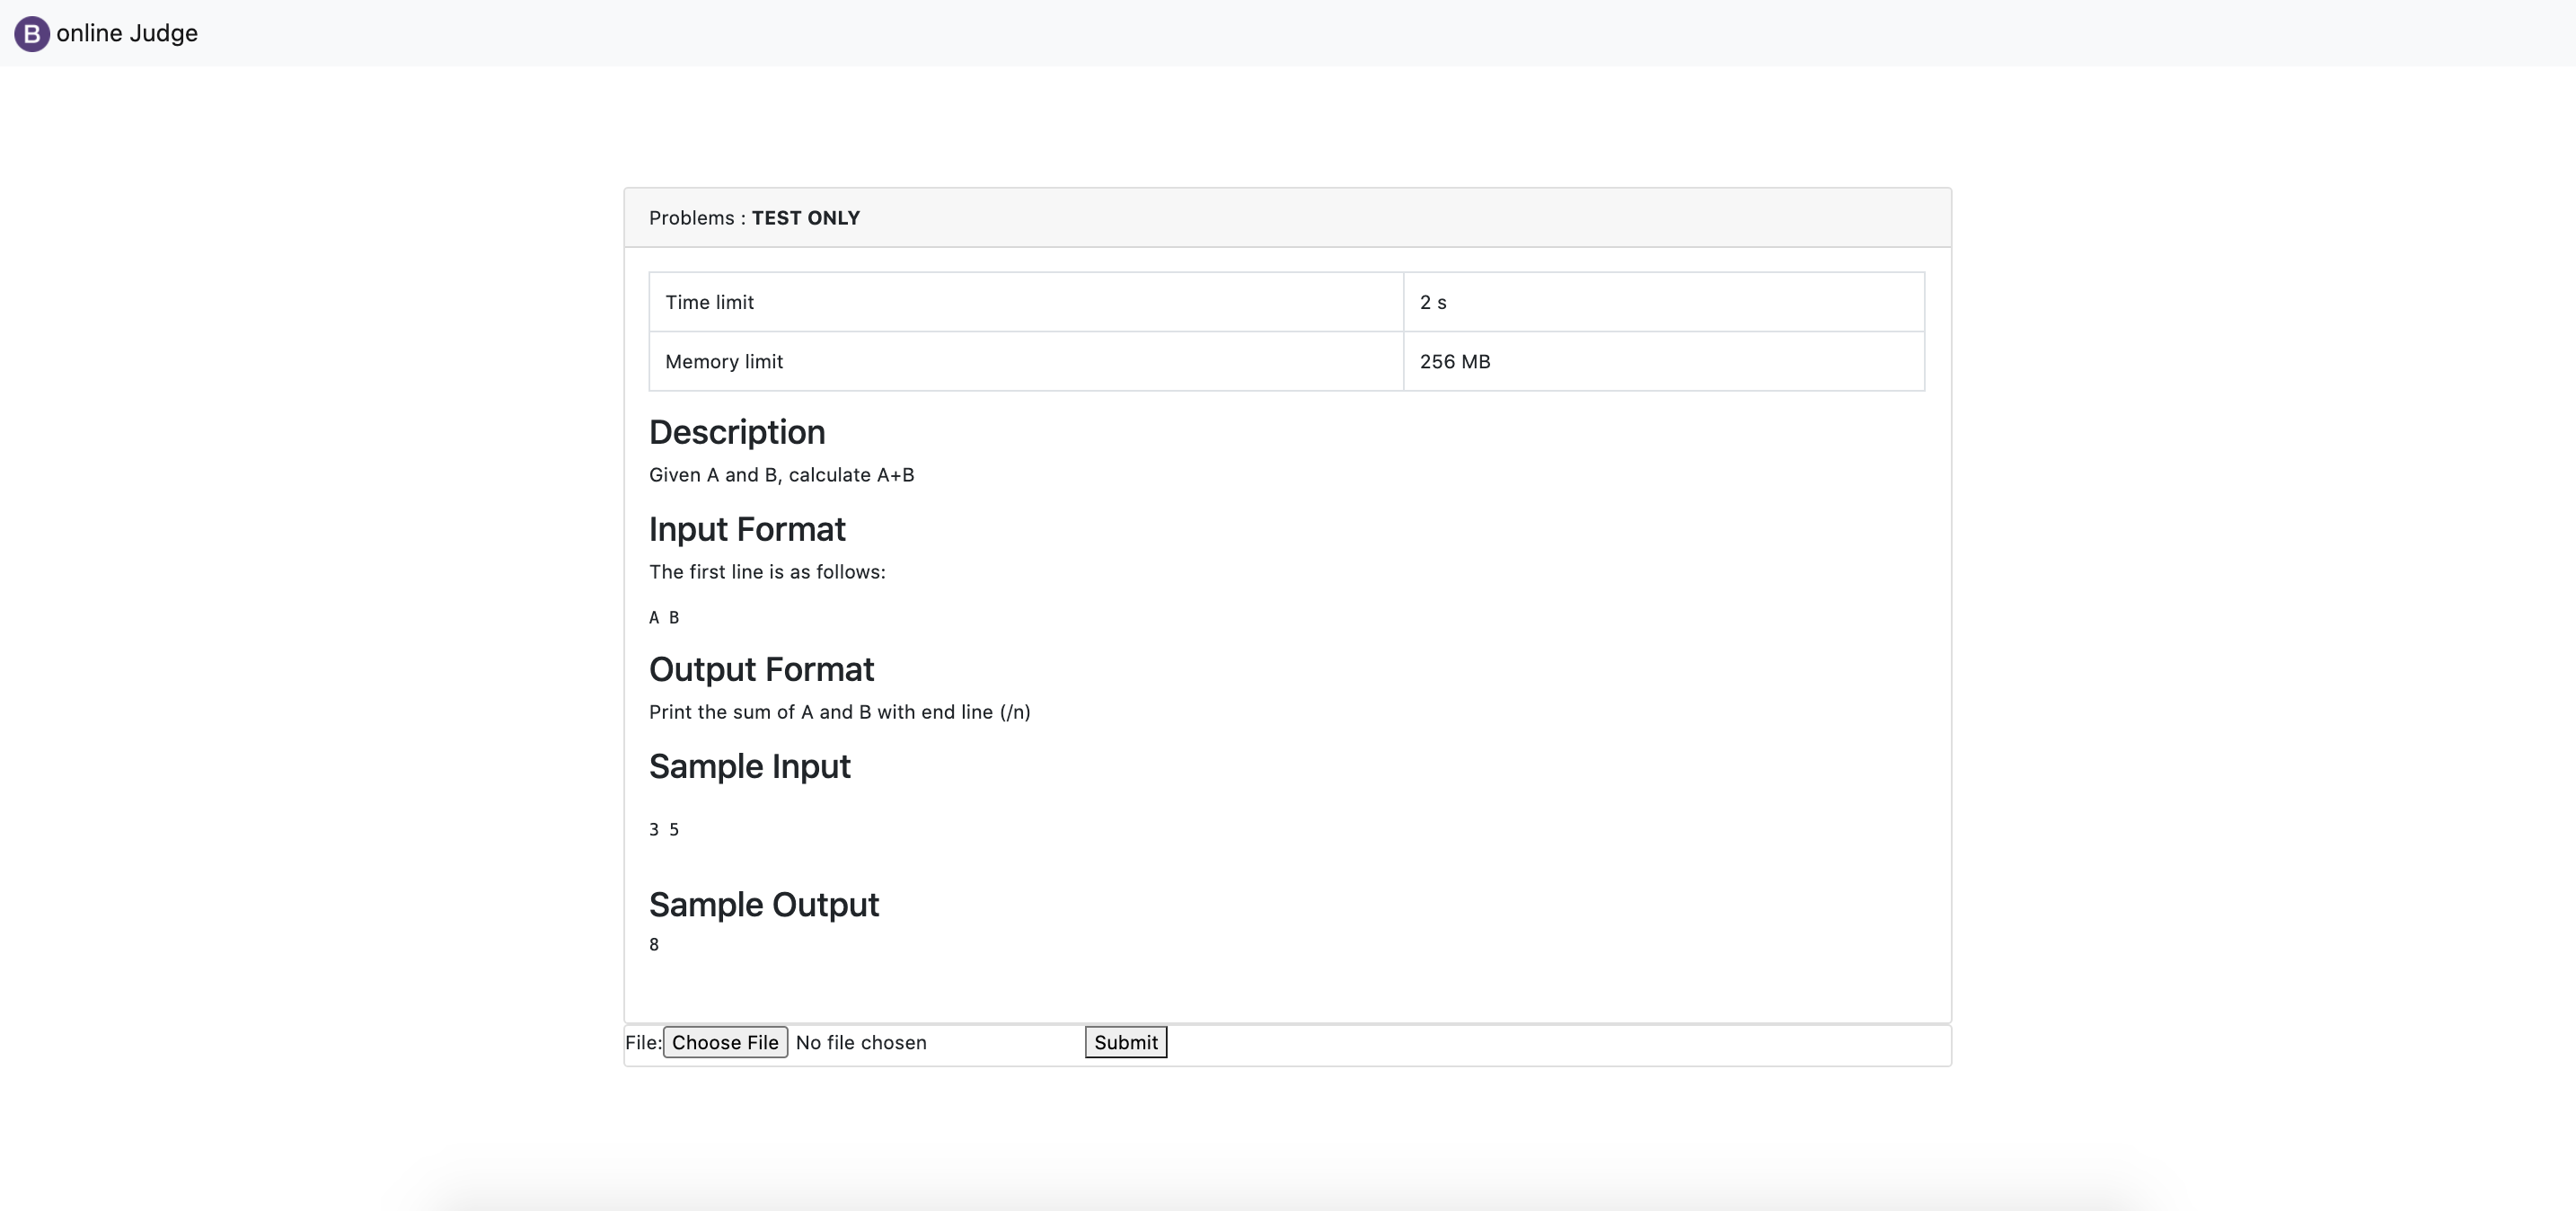 B online Judge
Problems : TEST ONLY
Time limit 2 s
Memory limit 256 MB
Description
Given A and B, calculate A+B
Input Format
The first line is as follows:
A B
Output Format
Print the sum of A and B with end line (/n)
Sample Input
3 5
Sample Output
8
File: Choose File No file chosen Submit